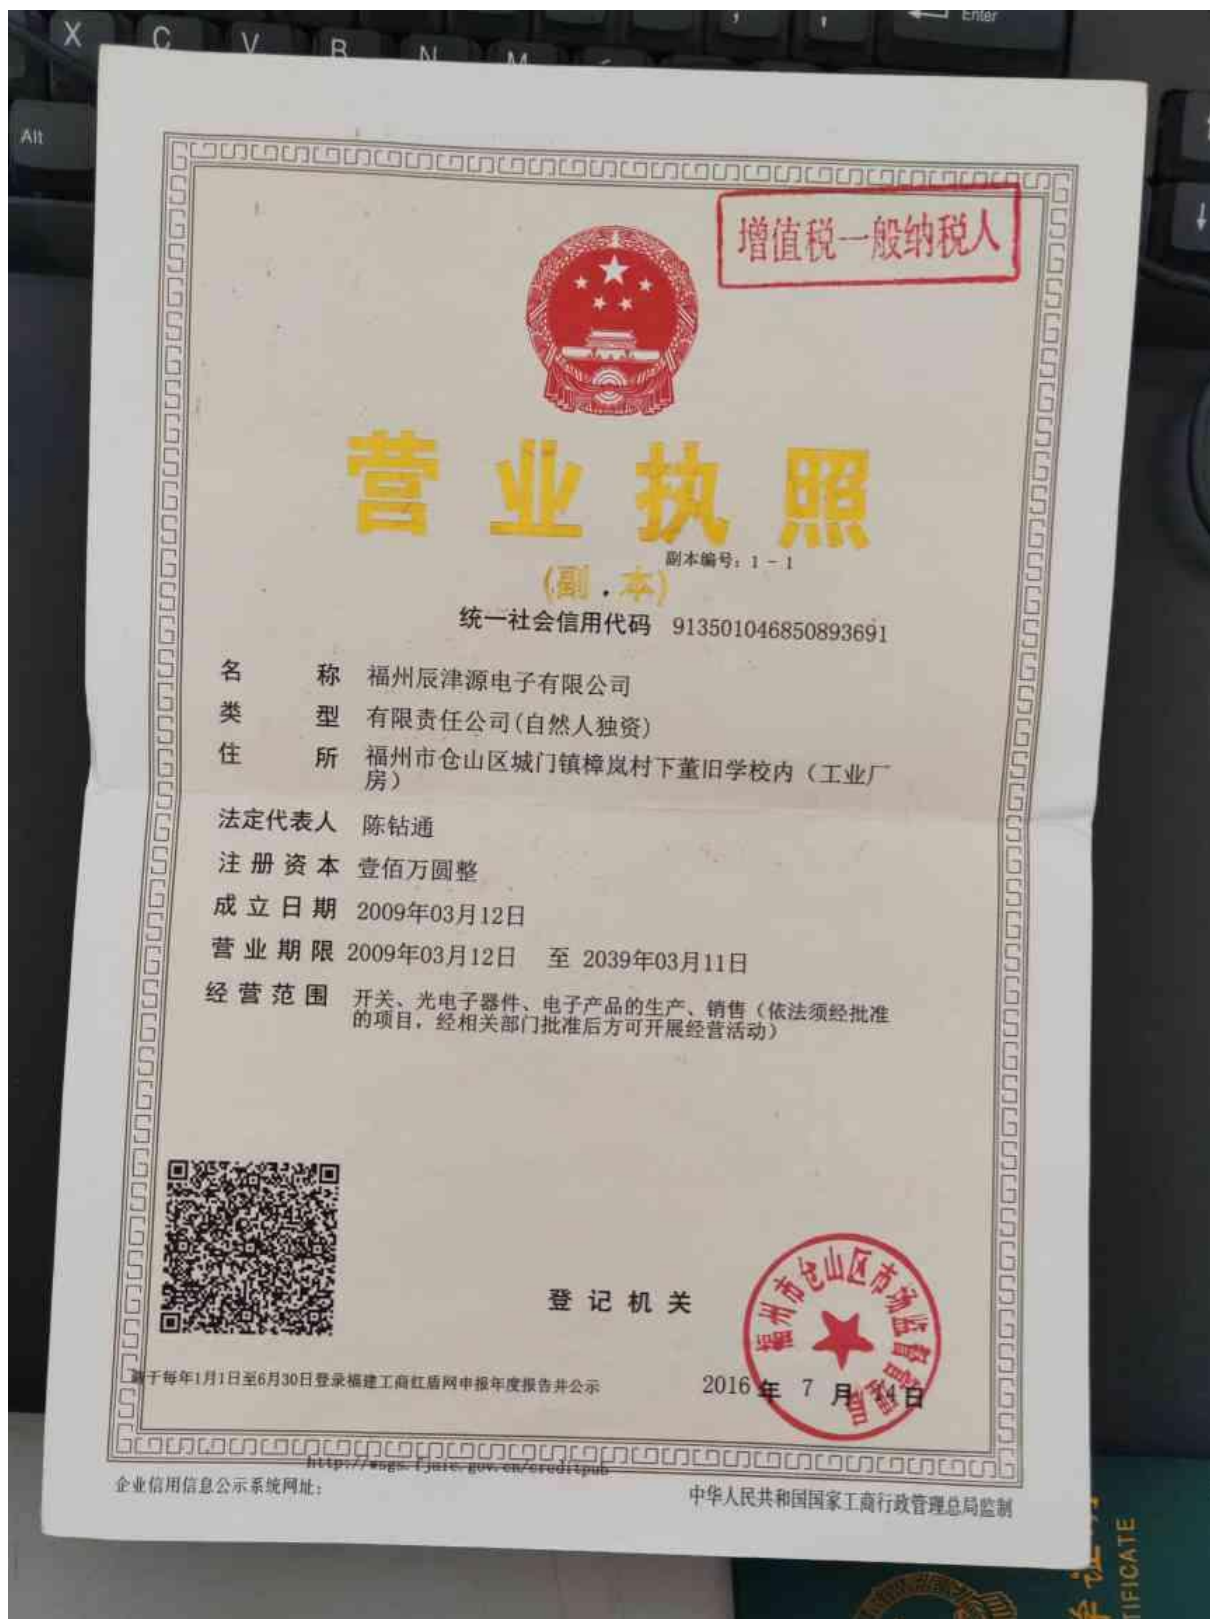 X C V B N M
Enter
Alt
增值税一般纳税人
营业执照
副本编号：1－1
(副 本)
统一社会信用代码 913501046850893691
名称 福州辰津源电子有限公司
类型 有限责任公司(自然人独资)
住所 福州市仓山区城门镇樟岚村下董旧学校内（工业厂
房）
法定代表人 陈钻通
注册资本 壹佰万圆整
成立日期 2009年03月12日
营业期限 2009年03月12日 至 2039年03月11日
经营范围 开关、光电子器件、电子产品的生产、销售（依法须经批准
的项目，经相关部门批准后方可开展经营活动）
登记机关
福州市仓山区市场监督管理局
于每年1月1日至6月30日登录福建工商红盾网申报年度报告并公示
2016年 7月 14日
http://wsgs.fjaic.gov.cn/creditpub
企业信用信息公示系统网址：
中华人民共和国国家工商行政管理总局监制